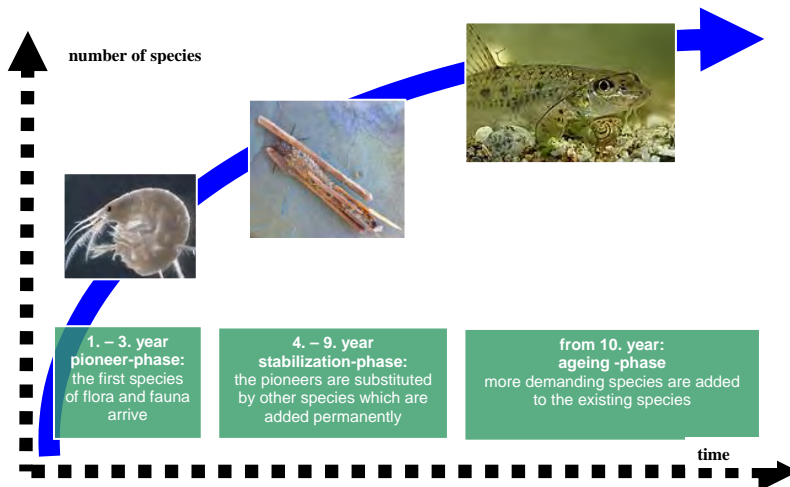 number of species
1. – 3. year
pioneer-phase:
the first species
of flora and fauna
arrive
4. – 9. year
stabilization-phase:
the pioneers are substituted
by other species which are
added permanently
from 10. year:
ageing -phase
more demanding species are added
to the existing species
time